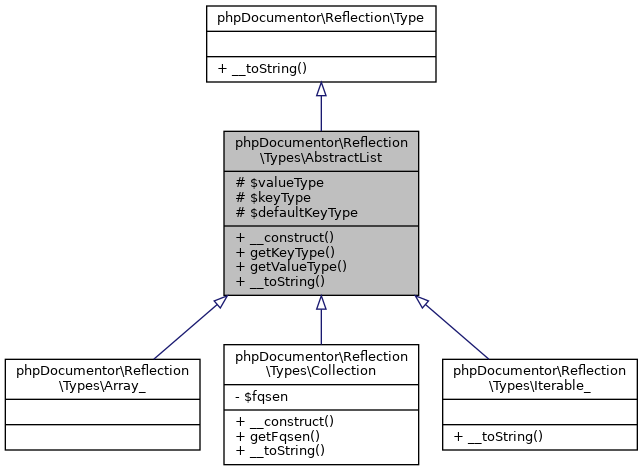 phpDocumentor\Reflection\Type
+ __toString()
phpDocumentor\Reflection
\Types\AbstractList
# $valueType
# $keyType
# $defaultKeyType
+ __construct()
+ getKeyType()
+ getValueType()
+ __toString()
phpDocumentor\Reflection
\Types\Array_
phpDocumentor\Reflection
\Types\Collection
- $fqsen
+ __construct()
+ getFqsen()
+ __toString()
phpDocumentor\Reflection
\Types\Iterable_
+ __toString()